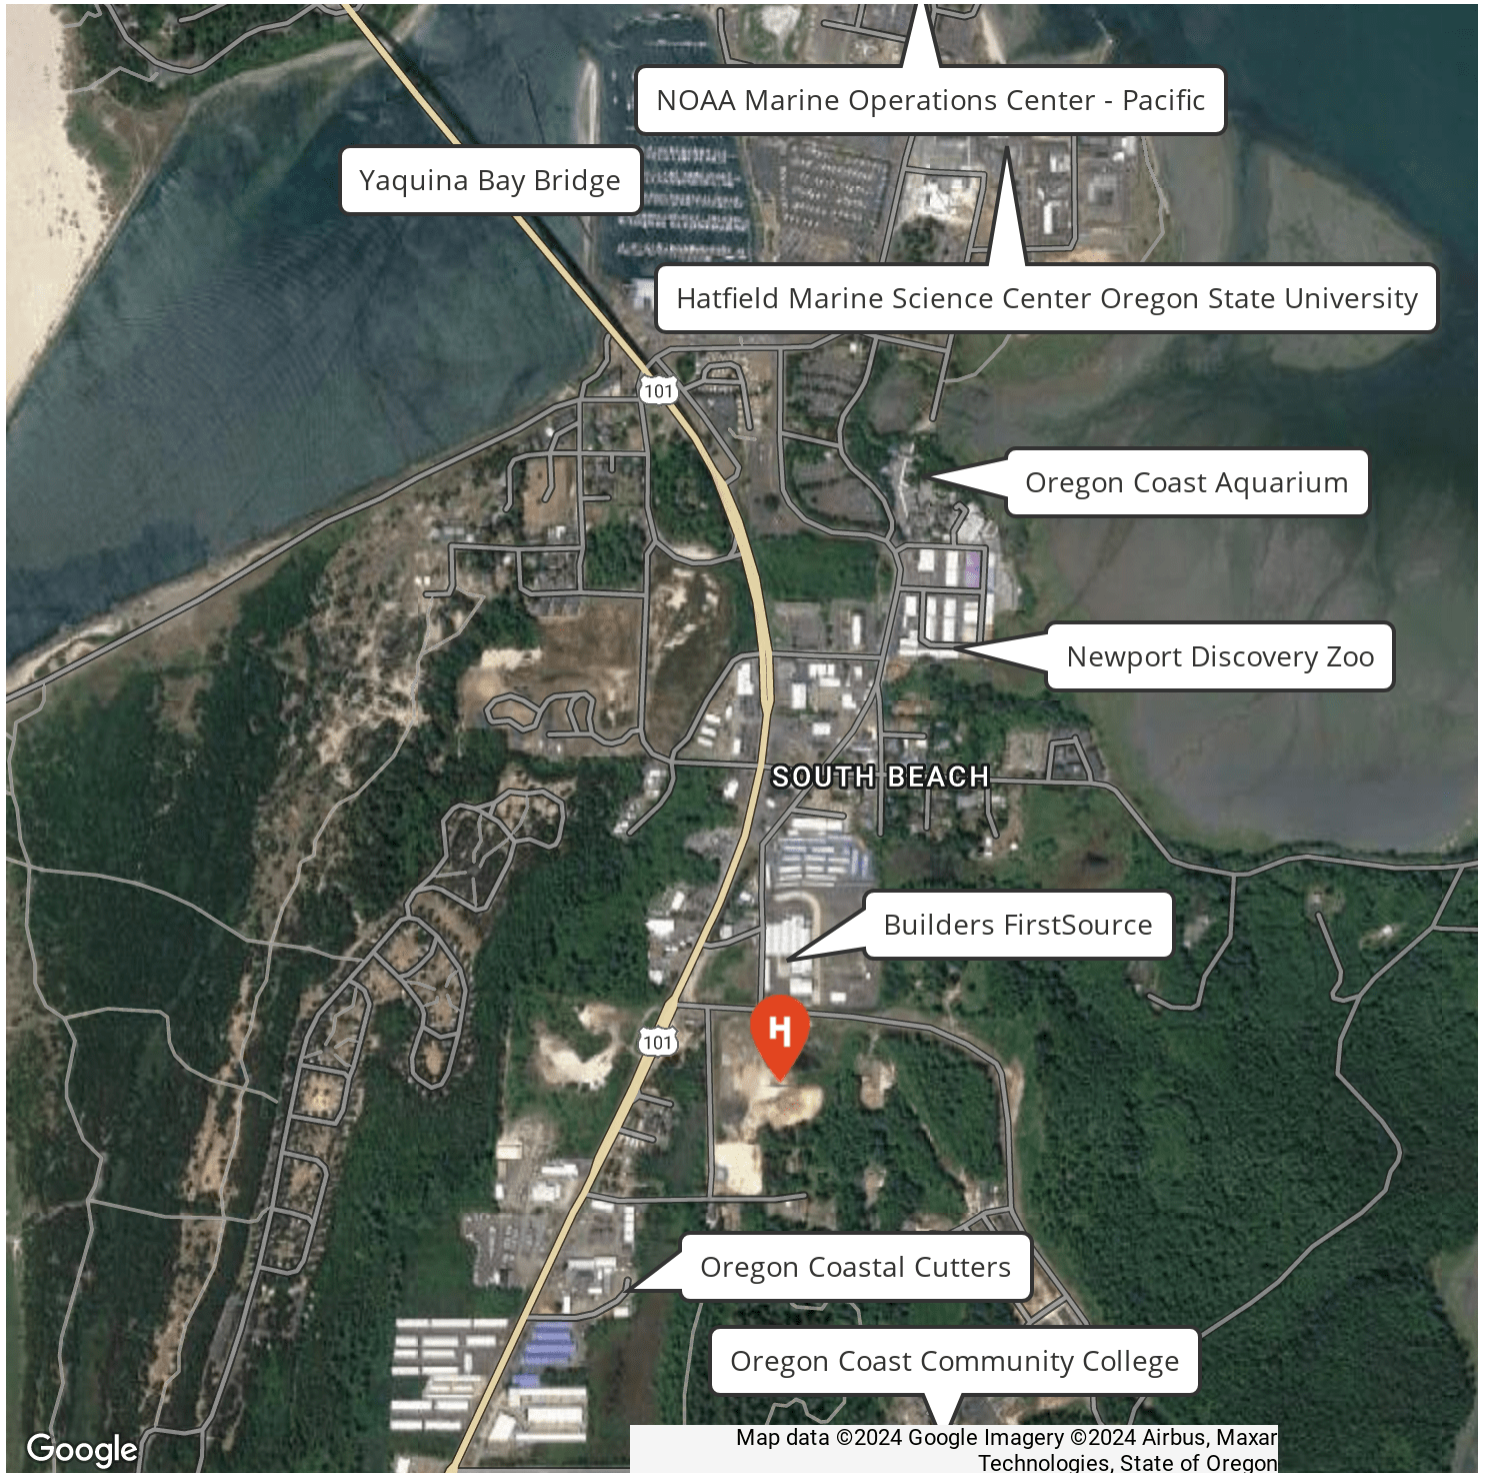 NOAA Marine Operations Center - Pacific
Yaquina Bay Bridge
Hatfield Marine Science Center Oregon State University
101
Oregon Coast Aquarium
Newport Discovery Zoo
SOUTH BEACH
Builders FirstSource
H
101
Oregon Coastal Cutters
Oregon Coast Community College
Google
Map data ©2024 Google Imagery ©2024 Airbus, Maxar
Technologies, State of Oregon